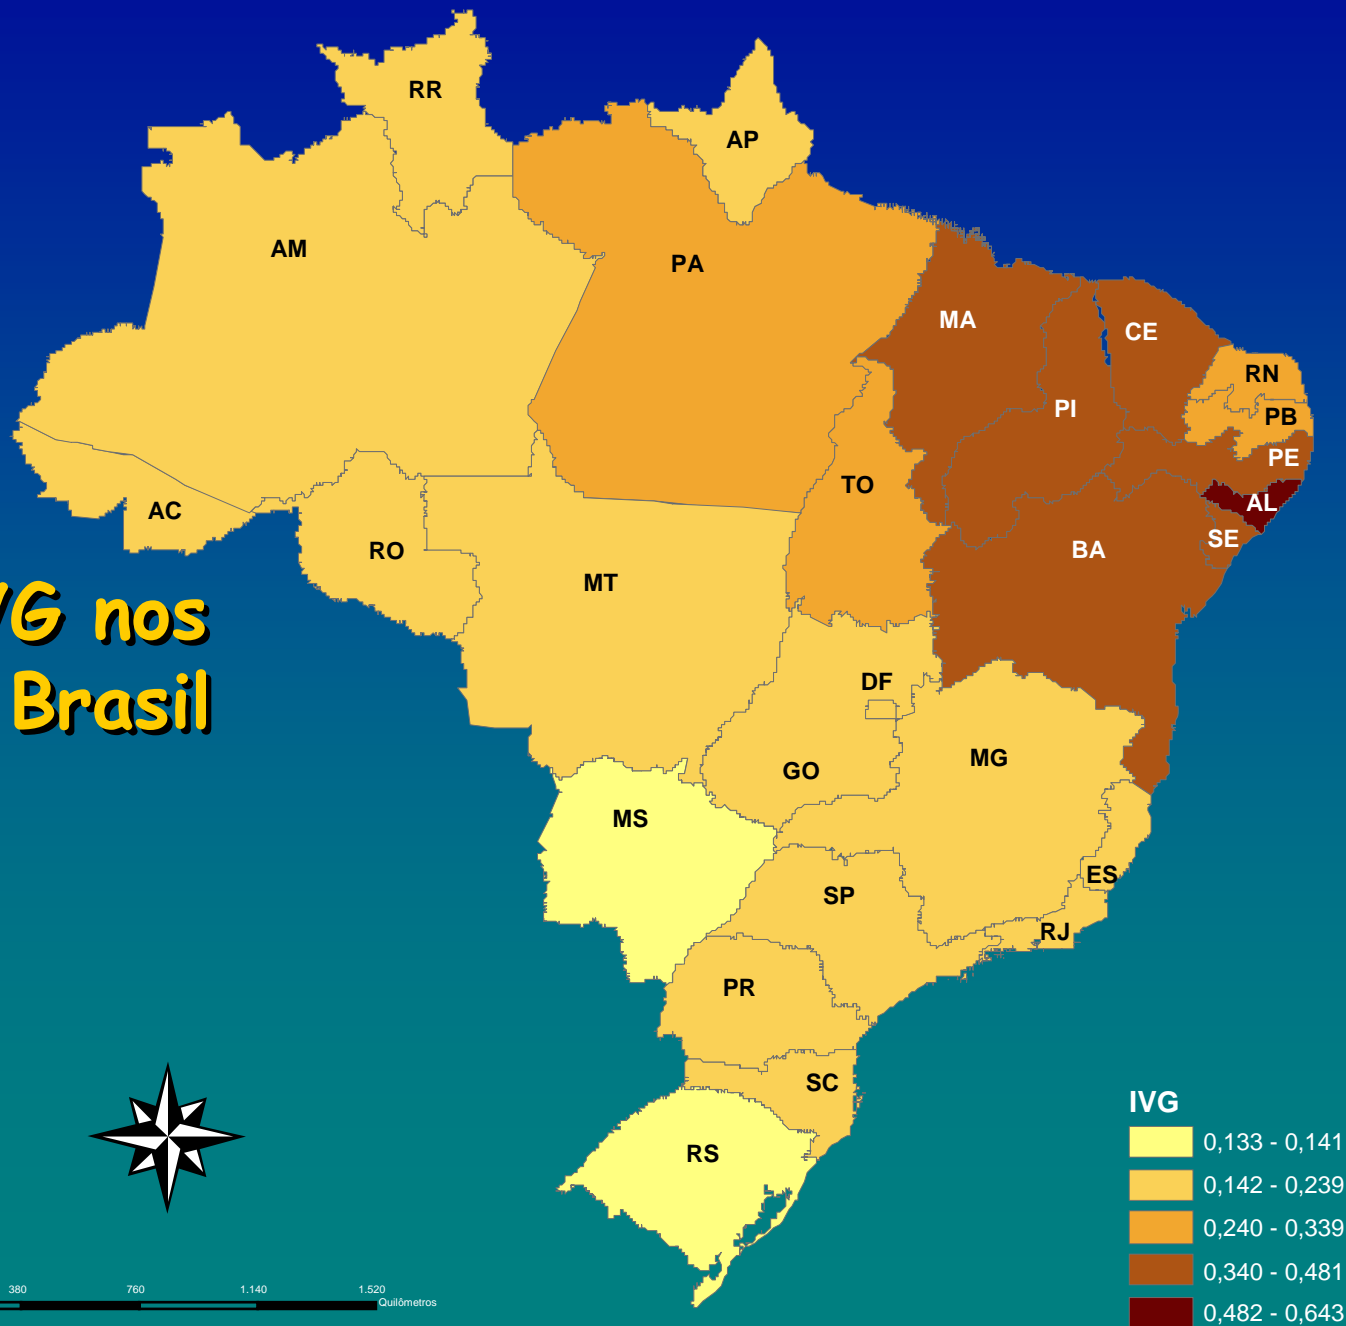 RR
AP
AM
PA
MA
CE
RN
PI
PB
PE
TO
AL
AC
SE
RO
BA
MT
VG nos
Brasil
DF
MG
GO
MS
ES
SP
RJ
PR
SC
IVG
0,133 - 0,141
RS
0,142 - 0,239
0,240 - 0,339
0,340 - 0,481
380 760 1.140 1.520
Quilômetros
0,482 - 0,643